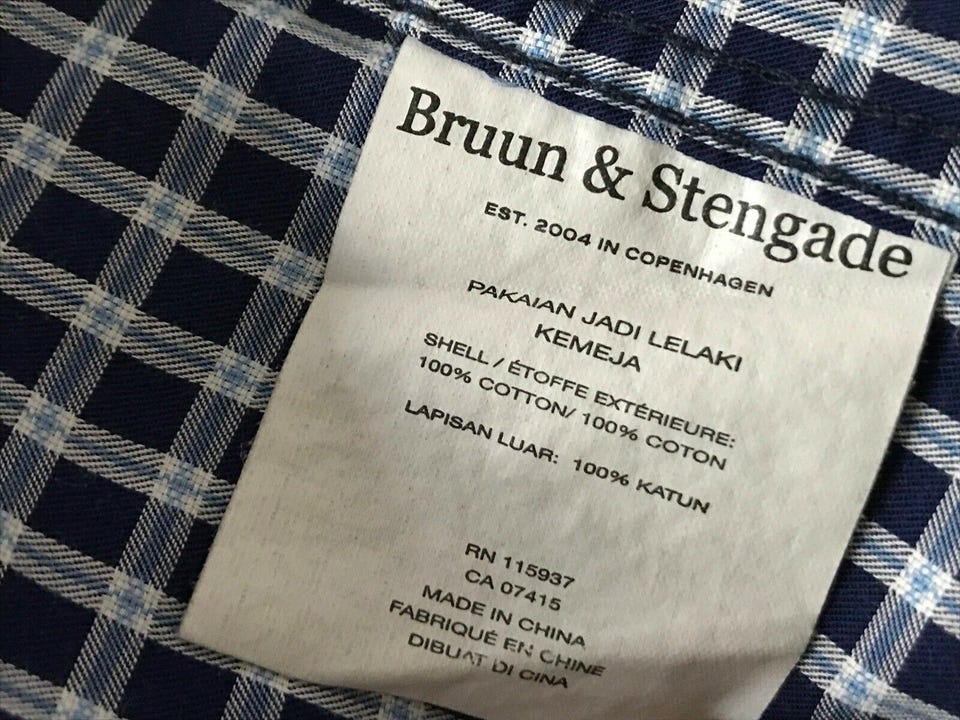 Bruun & Stengade
EST. 2004 IN COPENHAGEN
PAKAIAN JADI LELAKI
KEMEJA
SHELL / ÉTOFFE EXTÉRIEURE:
100% COTTON/ 100% COTON
LAPISAN LUAR: 100% KATUN
RN 115937
CA 07415
MADE IN CHINA
FABRIQUÉ EN CHINE
DIBUAT DI CINA